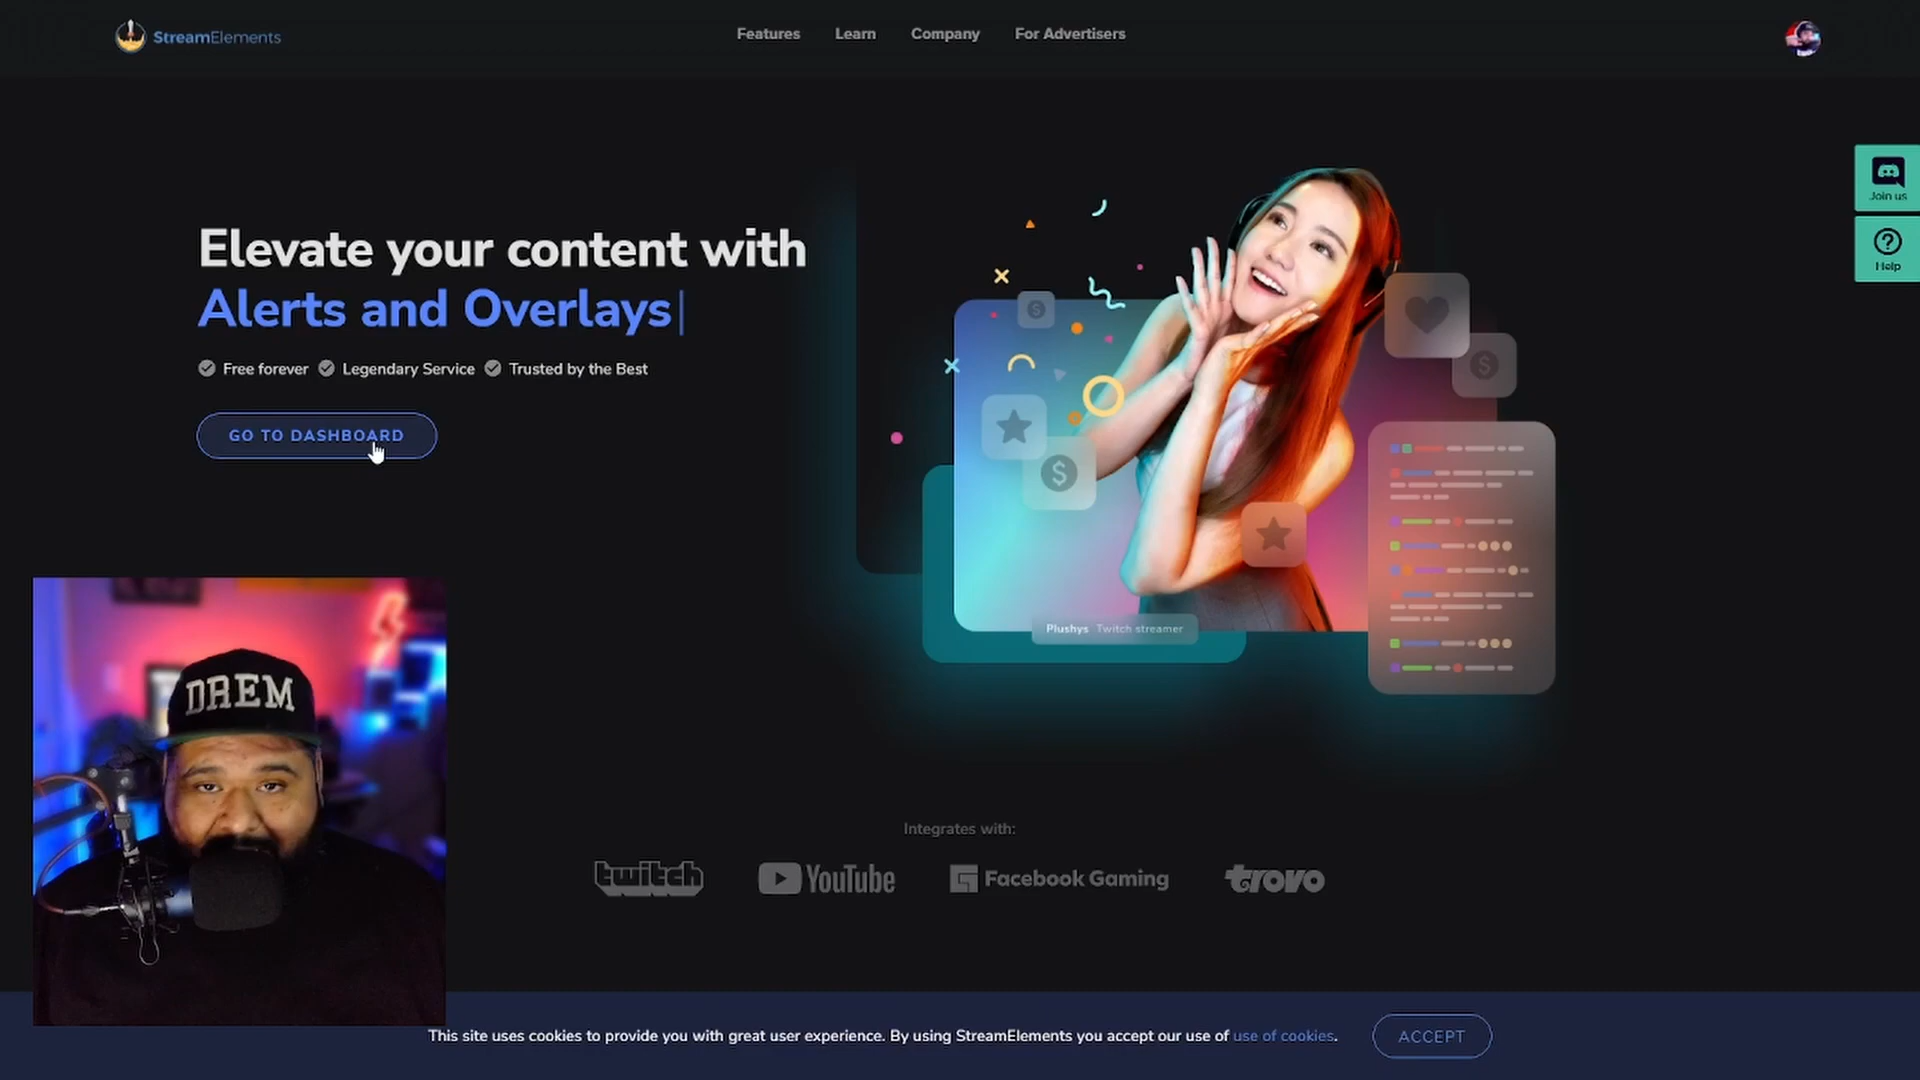 StreamElements
Features
Learn
Company
For Advertisers
Join us
Help
Elevate your content with
Alerts and Overlays
Free forever
Legendary Service
Trusted by the Best
GO TO DASHBOARD
Plushys Twitch streamer
DREM
Integrates with:
twitch
YouTube
Facebook Gaming
trovo
This site uses cookies to provide you with great user experience. By using StreamElements you accept our use of use of cookies.
ACCEPT